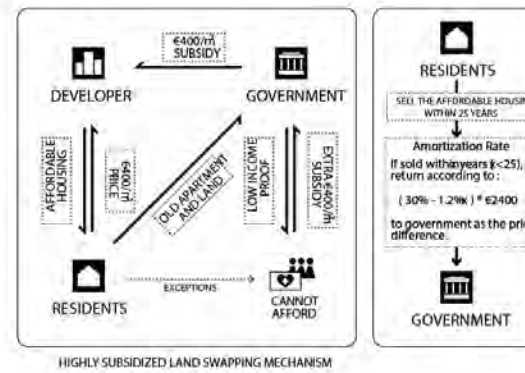 €400/㎡
SUBSIDY
DEVELOPER
GOVERNMENT
AFFORDABLE
HOUSING
€400/㎡
PRICE
OLD APARTMENT
AND LAND
LOW INCOME
PROOF
EXTRA €400/㎡
SUBSIDY
RESIDENTS
EXCEPTIONS
CANNOT
AFFORD
HIGHLY SUBSIDIZED LAND SWAPPING MECHANISM
RESIDENTS
SELL THE AFFORDABLE HOUSIN
WITHIN 25 YEARS
Amortization Rate
If sold within years (<25),
return according to :
( 30% - 1.2% ) * €2400
to government as the pri
difference.
GOVERNMENT